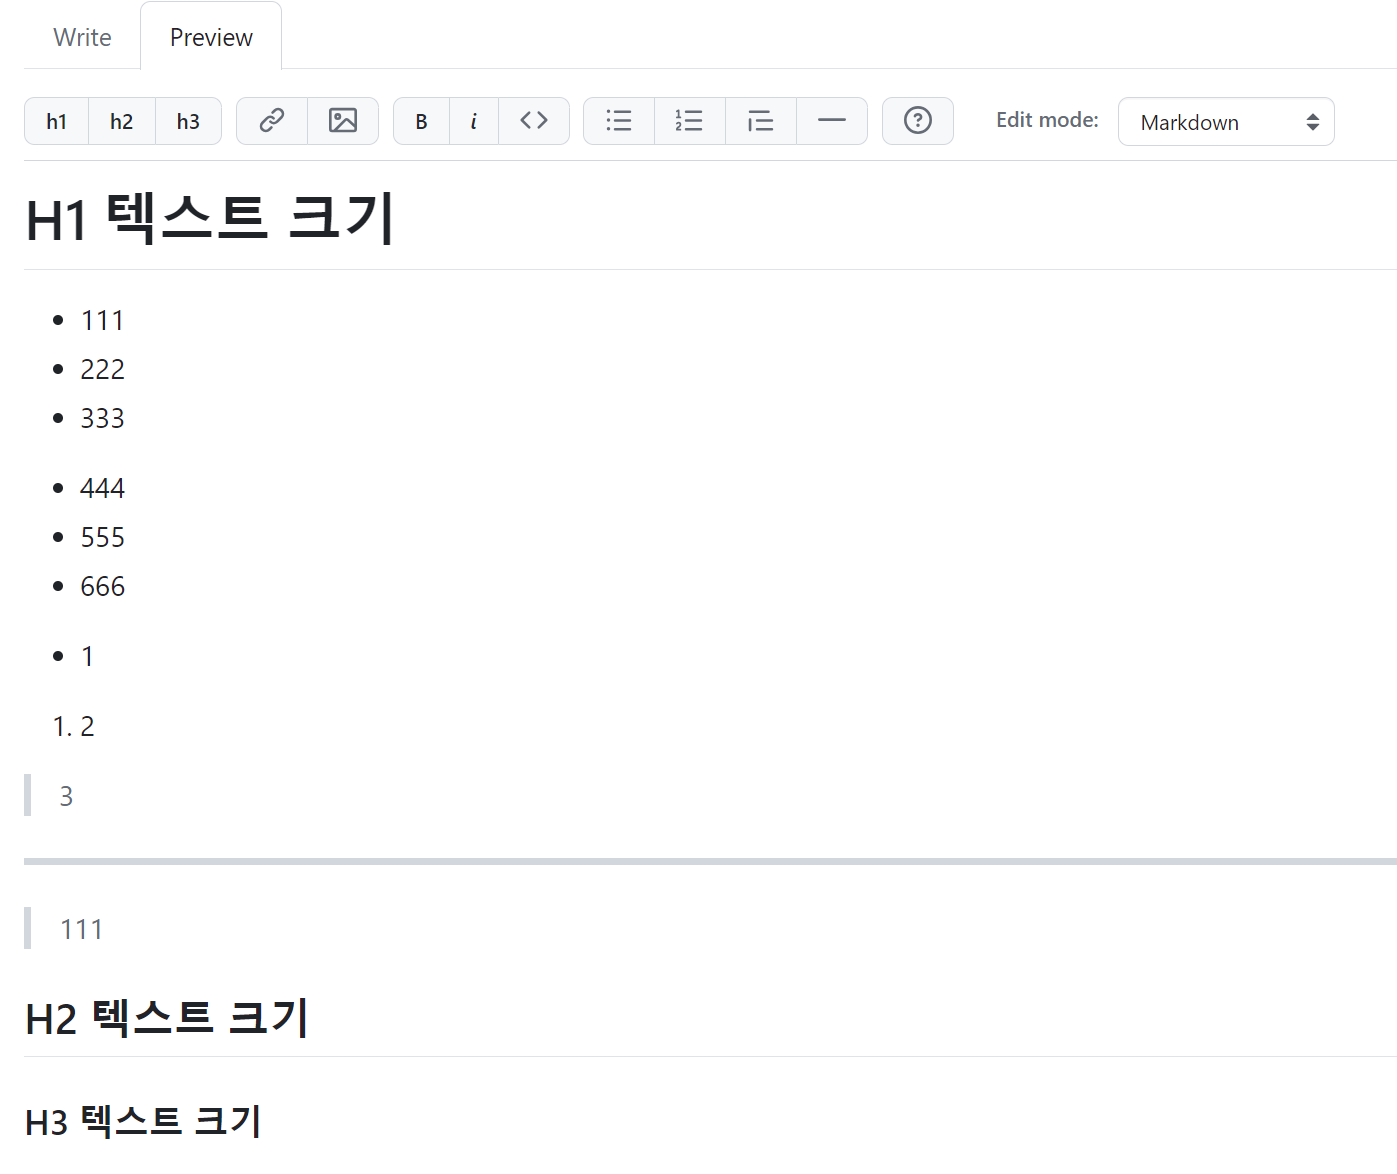 Write Preview
h1 h2 h3 B i Edit mode: Markdown
H1 텍스트 크기
• 111
• 222
• 333
• 444
• 555
• 666
• 1
1. 2
3
111
H2 텍스트 크기
H3 텍스트 크기